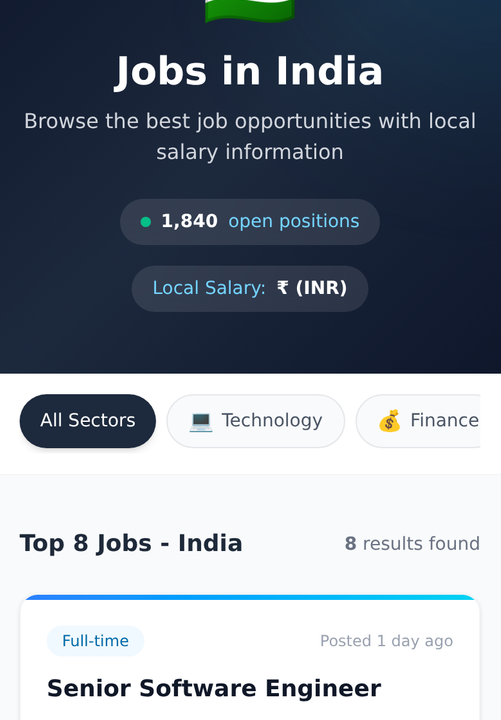 Jobs in India
Browse the best job opportunities with local
salary information
1,840 open positions
Local Salary: ₹ (INR)
All Sectors
Technology
Finance
Top 8 Jobs - India
8 results found
Full-time
Posted 1 day ago
Senior Software Engineer